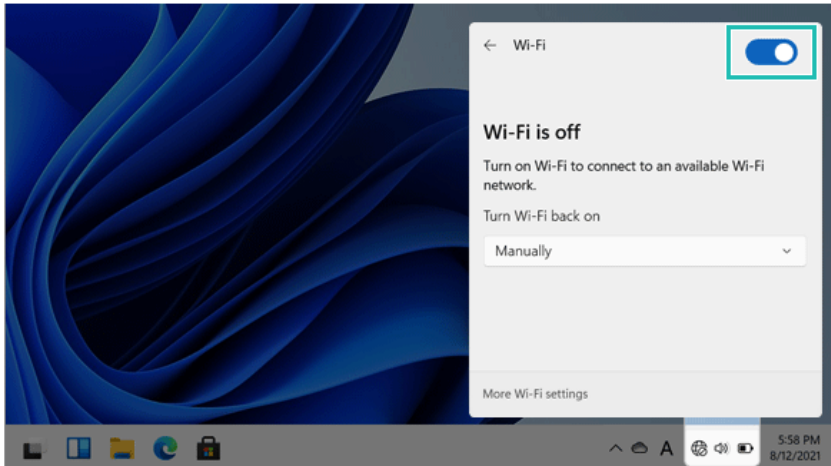 Wi-Fi
Wi-Fi is off
Turn on Wi-Fi to connect to an available Wi-Fi
network.
Turn Wi-Fi back on
Manually
More Wi-Fi settings
A
5:58 PM
8/12/2021